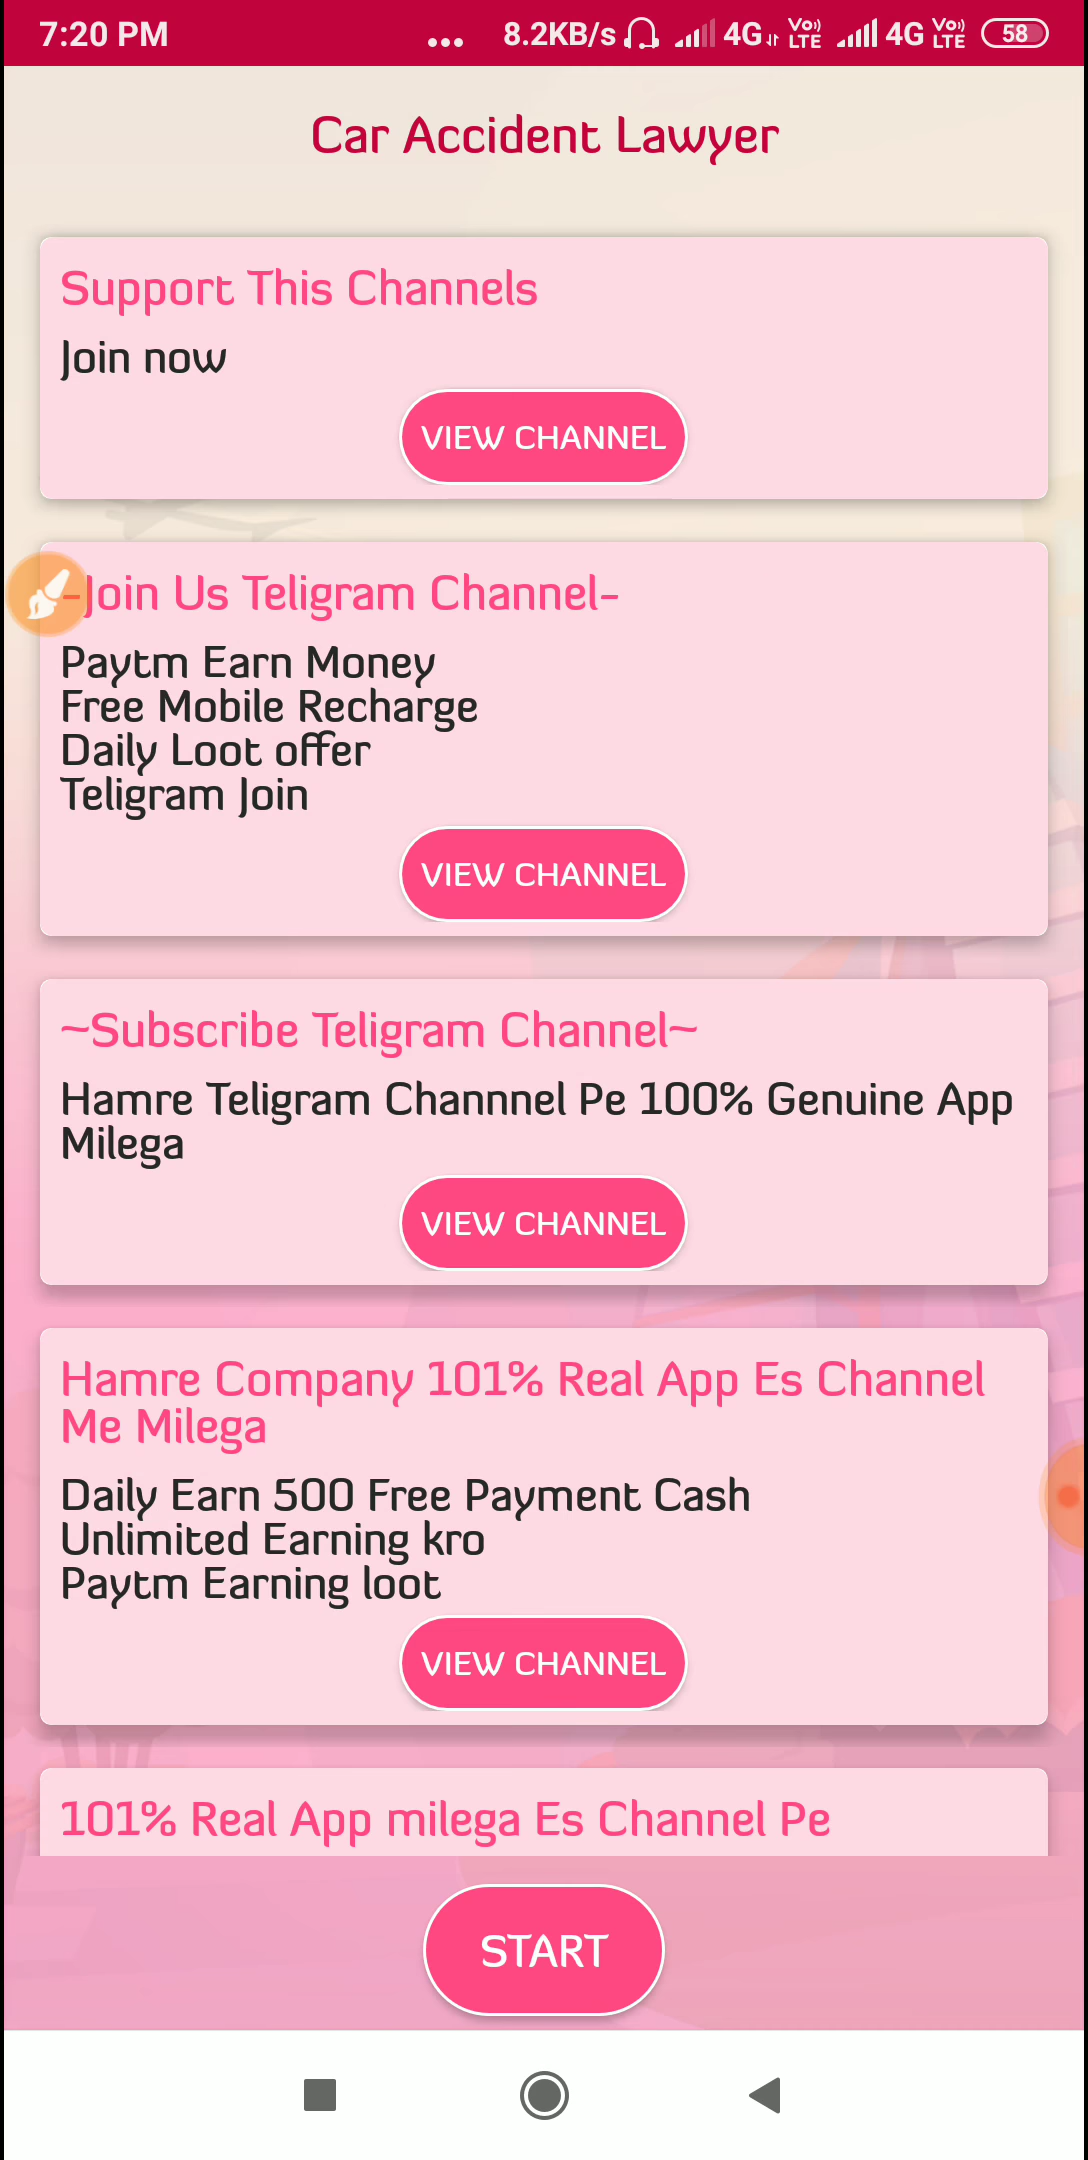 7:20 PM ... 8.2KB/s 4G Vo)) LTE 4G Vo)) LTE 58
Car Accident Lawyer
Support This Channels
Join now
VIEW CHANNEL
-Join Us Teligram Channel-
Paytm Earn Money
Free Mobile Recharge
Daily Loot offer
Teligram Join
VIEW CHANNEL
~Subscribe Teligram Channel~
Hamre Teligram Channnel Pe 100% Genuine App
Milega
VIEW CHANNEL
Hamre Company 101% Real App Es Channel
Me Milega
Daily Earn 500 Free Payment Cash
Unlimited Earning kro
Paytm Earning loot
VIEW CHANNEL
101% Real App milega Es Channel Pe
START